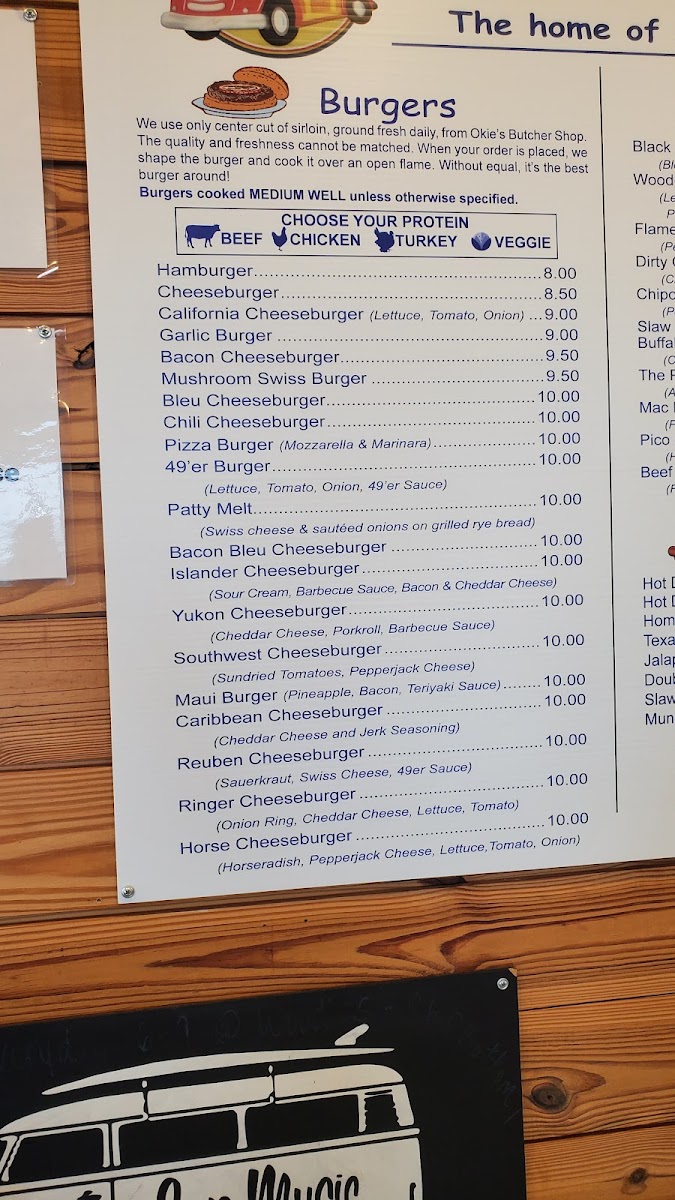 The home of
Burgers
We use only center cut of sirloin, ground fresh daily, from Okie's Butcher Shop.
The quality and freshness cannot be matched. When your order is placed, we
shape the burger and cook it over an open flame. Without equal, it's the best
burger around!
Burgers cooked MEDIUM WELL unless otherwise specified.
CHOOSE YOUR PROTEIN
BEEF CHICKEN TURKEY VEGGIE
Hamburger..................................................8.00
Cheeseburger..............................................8.50
California Cheeseburger (Lettuce, Tomato, Onion) ...9.00
Garlic Burger ..............................................9.00
Bacon Cheeseburger....................................9.50
Mushroom Swiss Burger ..............................9.50
Bleu Cheeseburger.....................................10.00
Chili Cheeseburger.....................................10.00
Pizza Burger (Mozzarella & Marinara)..................10.00
49'er Burger..............................................10.00
(Lettuce, Tomato, Onion, 49'er Sauce)
Patty Melt.................................................10.00
(Swiss cheese & sautéed onions on grilled rye bread)
Bacon Bleu Cheeseburger ..........................10.00
Islander Cheeseburger................................10.00
(Sour Cream, Barbecue Sauce, Bacon & Cheddar Cheese)
Yukon Cheeseburger..................................10.00
(Cheddar Cheese, Porkroll, Barbecue Sauce)
Southwest Cheeseburger ...........................10.00
(Sundried Tomatoes, Pepperjack Cheese)
Maui Burger (Pineapple, Bacon, Teriyaki Sauce)........10.00
Caribbean Cheeseburger ...........................10.00
(Cheddar Cheese and Jerk Seasoning)
Reuben Cheeseburger ...............................10.00
(Sauerkraut, Swiss Cheese, 49er Sauce)
Ringer Cheeseburger ................................10.00
(Onion Ring, Cheddar Cheese, Lettuce, Tomato)
Horse Cheeseburger .................................10.00
(Horseradish, Pepperjack Cheese, Lettuce,Tomato, Onion)
Black
Wood
Flame
Dirty
Chipo
Slaw
Buffal
The
Mac
Pico
Beef
Hot D
Hot D
Hom
Texa
Jalap
Doub
Slaw
Mun
Music